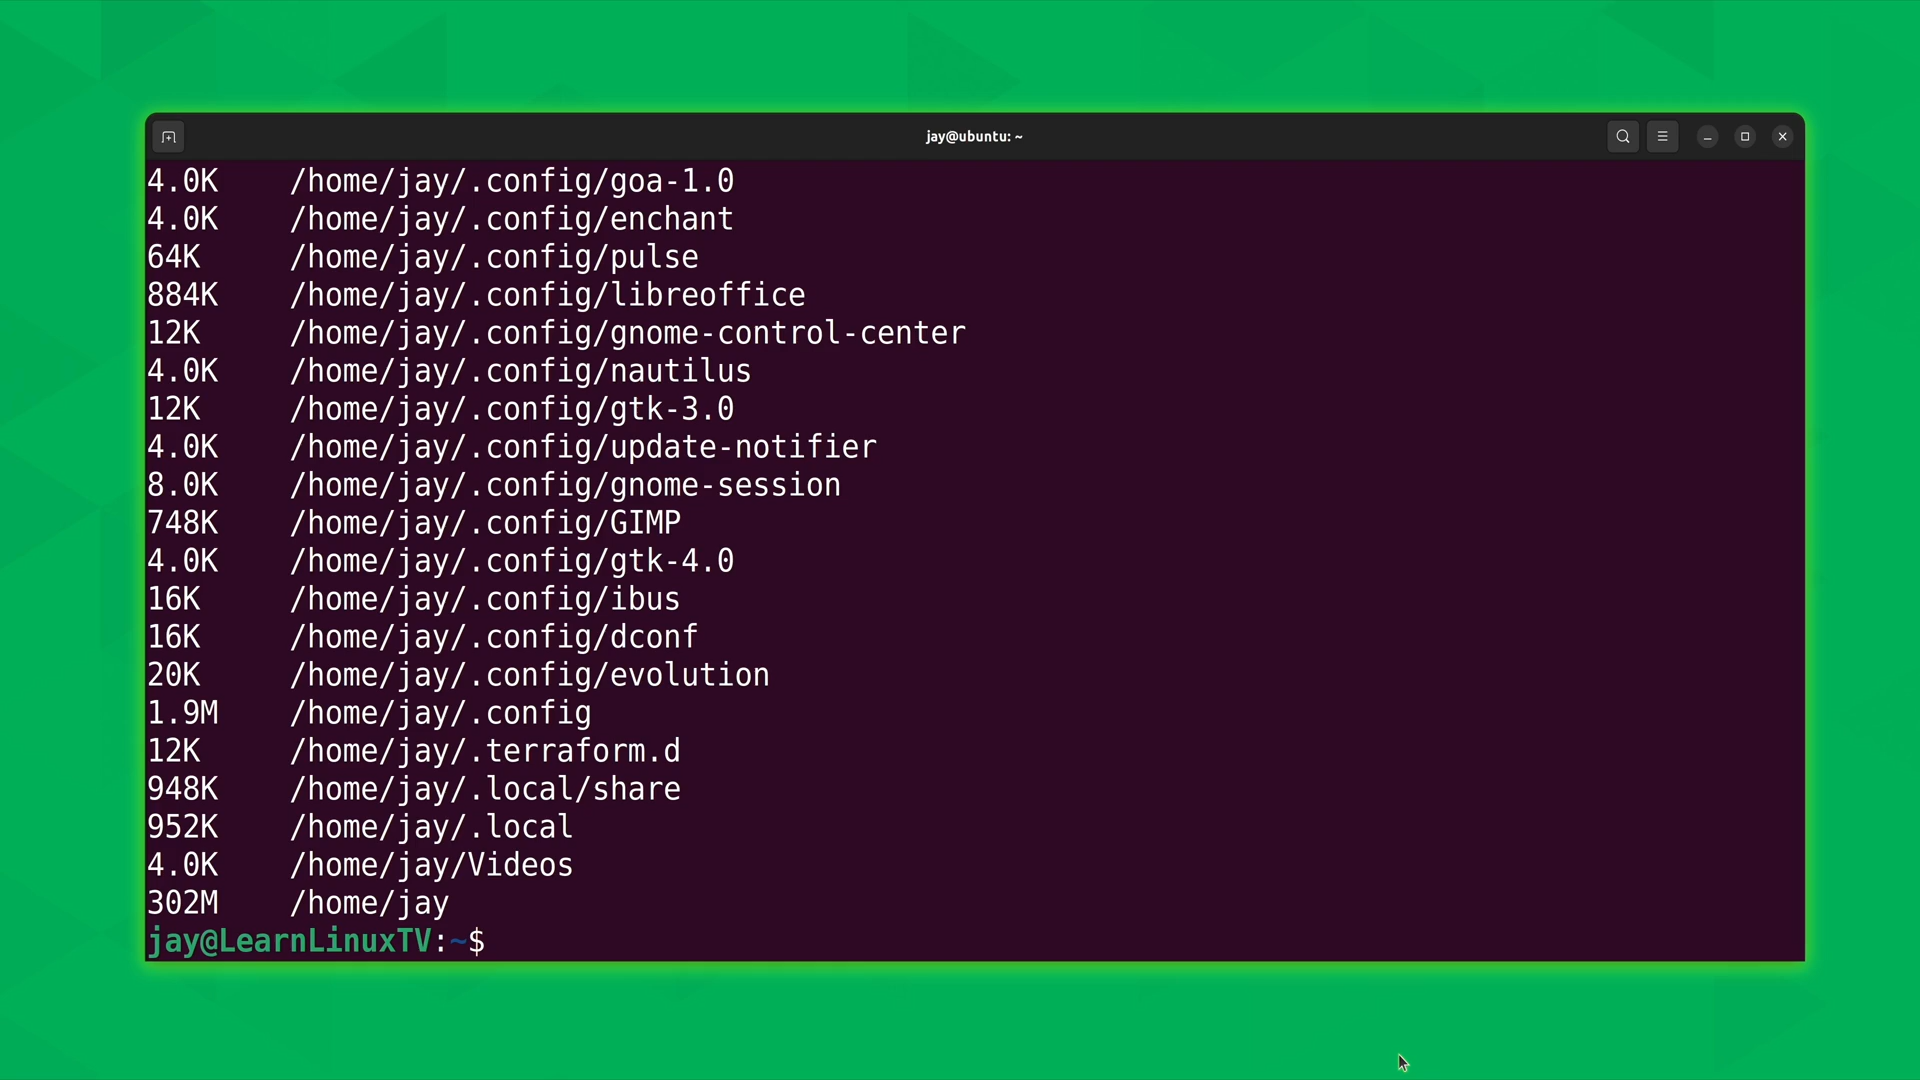 jay@ubuntu: ~
4.0K /home/jay/.config/goa-1.0
4.0K /home/jay/.config/enchant
64K /home/jay/.config/pulse
884K /home/jay/.config/libreoffice
12K /home/jay/.config/gnome-control-center
4.0K /home/jay/.config/nautilus
12K /home/jay/.config/gtk-3.0
4.0K /home/jay/.config/update-notifier
8.0K /home/jay/.config/gnome-session
748K /home/jay/.config/GIMP
4.0K /home/jay/.config/gtk-4.0
16K /home/jay/.config/ibus
16K /home/jay/.config/dconf
20K /home/jay/.config/evolution
1.9M /home/jay/.config
12K /home/jay/.terraform.d
948K /home/jay/.local/share
952K /home/jay/.local
4.0K /home/jay/Videos
302M /home/jay
jay@LearnLinuxTV:~$